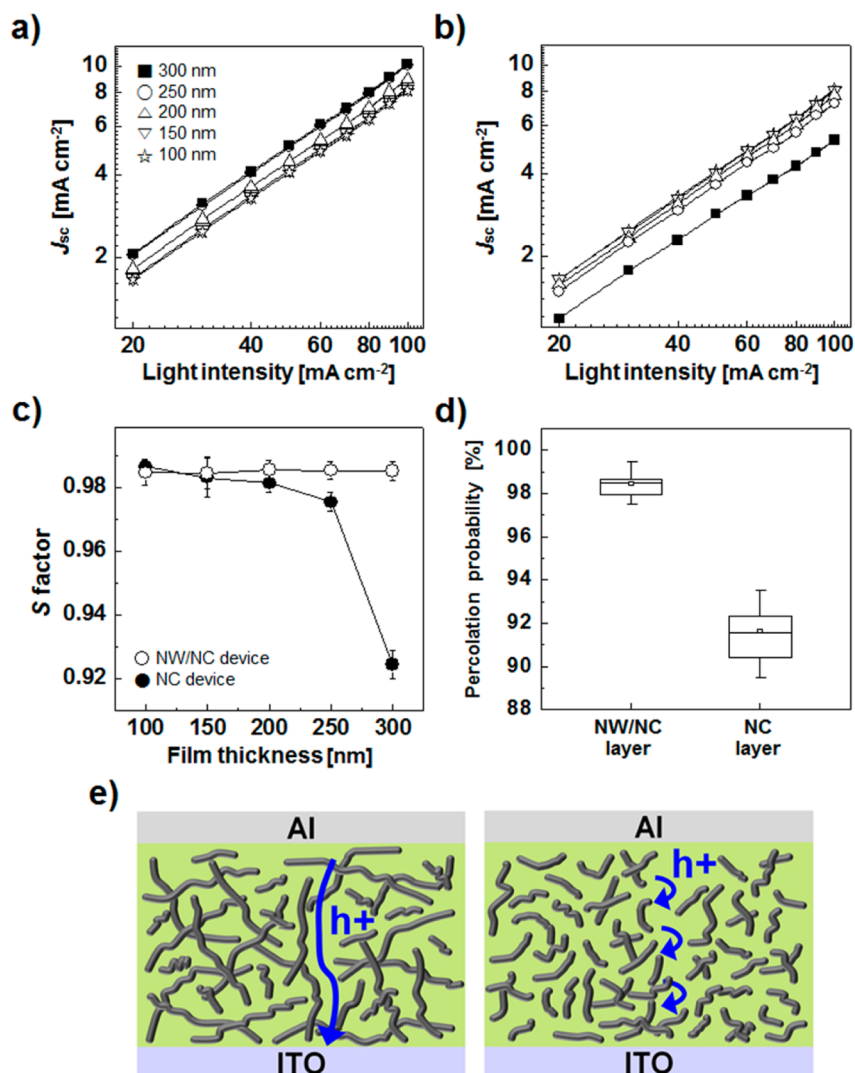 a)
10
8
6
4
2
Jsc [mA cm-2]
300 nm
250 nm
200 nm
150 nm
100 nm
20 40 60 80 100
Light intensity [mA cm-2]
b)
10
8
6
4
2
Jsc [mA cm-2]
20 40 60 80 100
Light intensity [mA cm-2]
c)
0.98
0.96
0.94
0.92
S factor
NW/NC device
NC device
100 150 200 250 300
Film thickness [nm]
d)
100
98
96
94
92
90
88
Percolation probability [%]
NW/NC
layer
NC
layer
e)
Al
h+
ITO
Al
h+
ITO